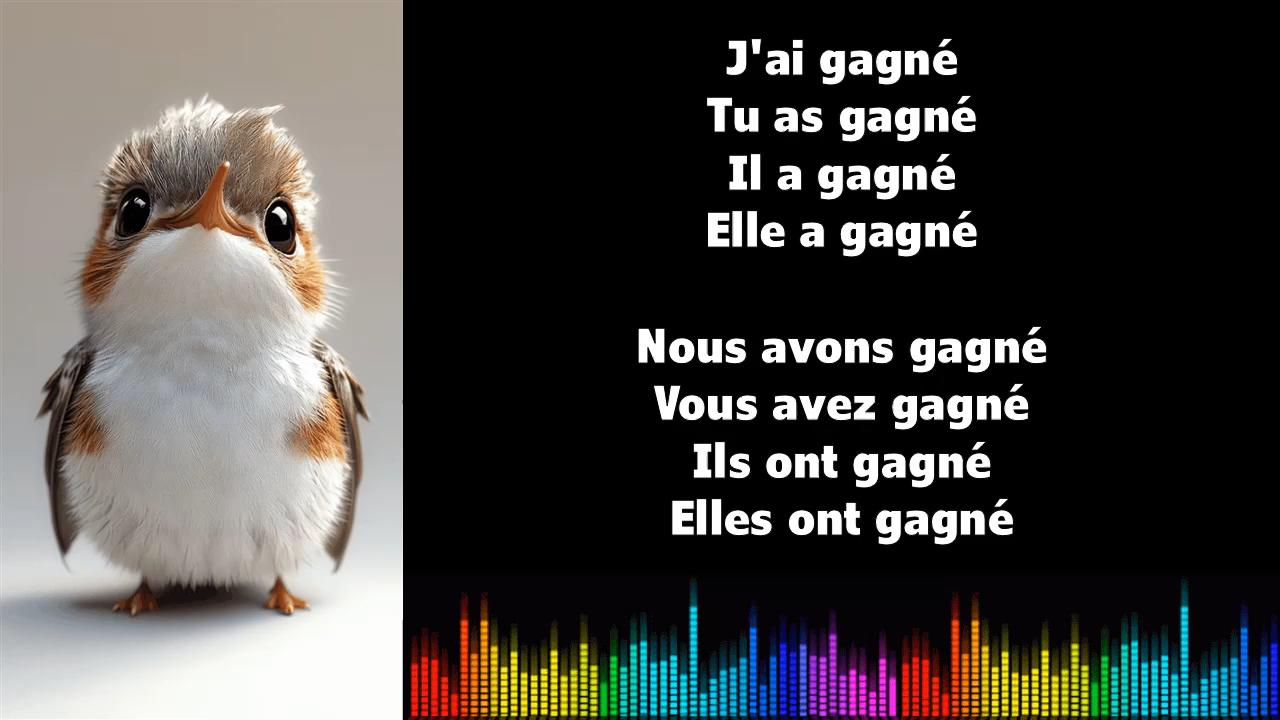 J'ai gagné
Tu as gagné
Il a gagné
Elle a gagné
Nous avons gagné
Vous avez gagné
Ils ont gagné
Elles ont gagné